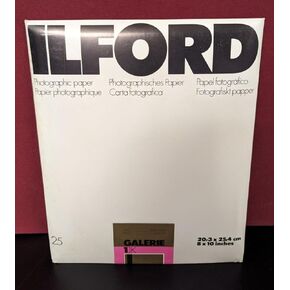 ILFORD
Photographic paper Photographisches Papier Papel fotográfico
Papier photographique Carta fotografica Fotografiskt papper
25
GALERIE
1K
20·3 x 25·4 cm
8 x 10 inches